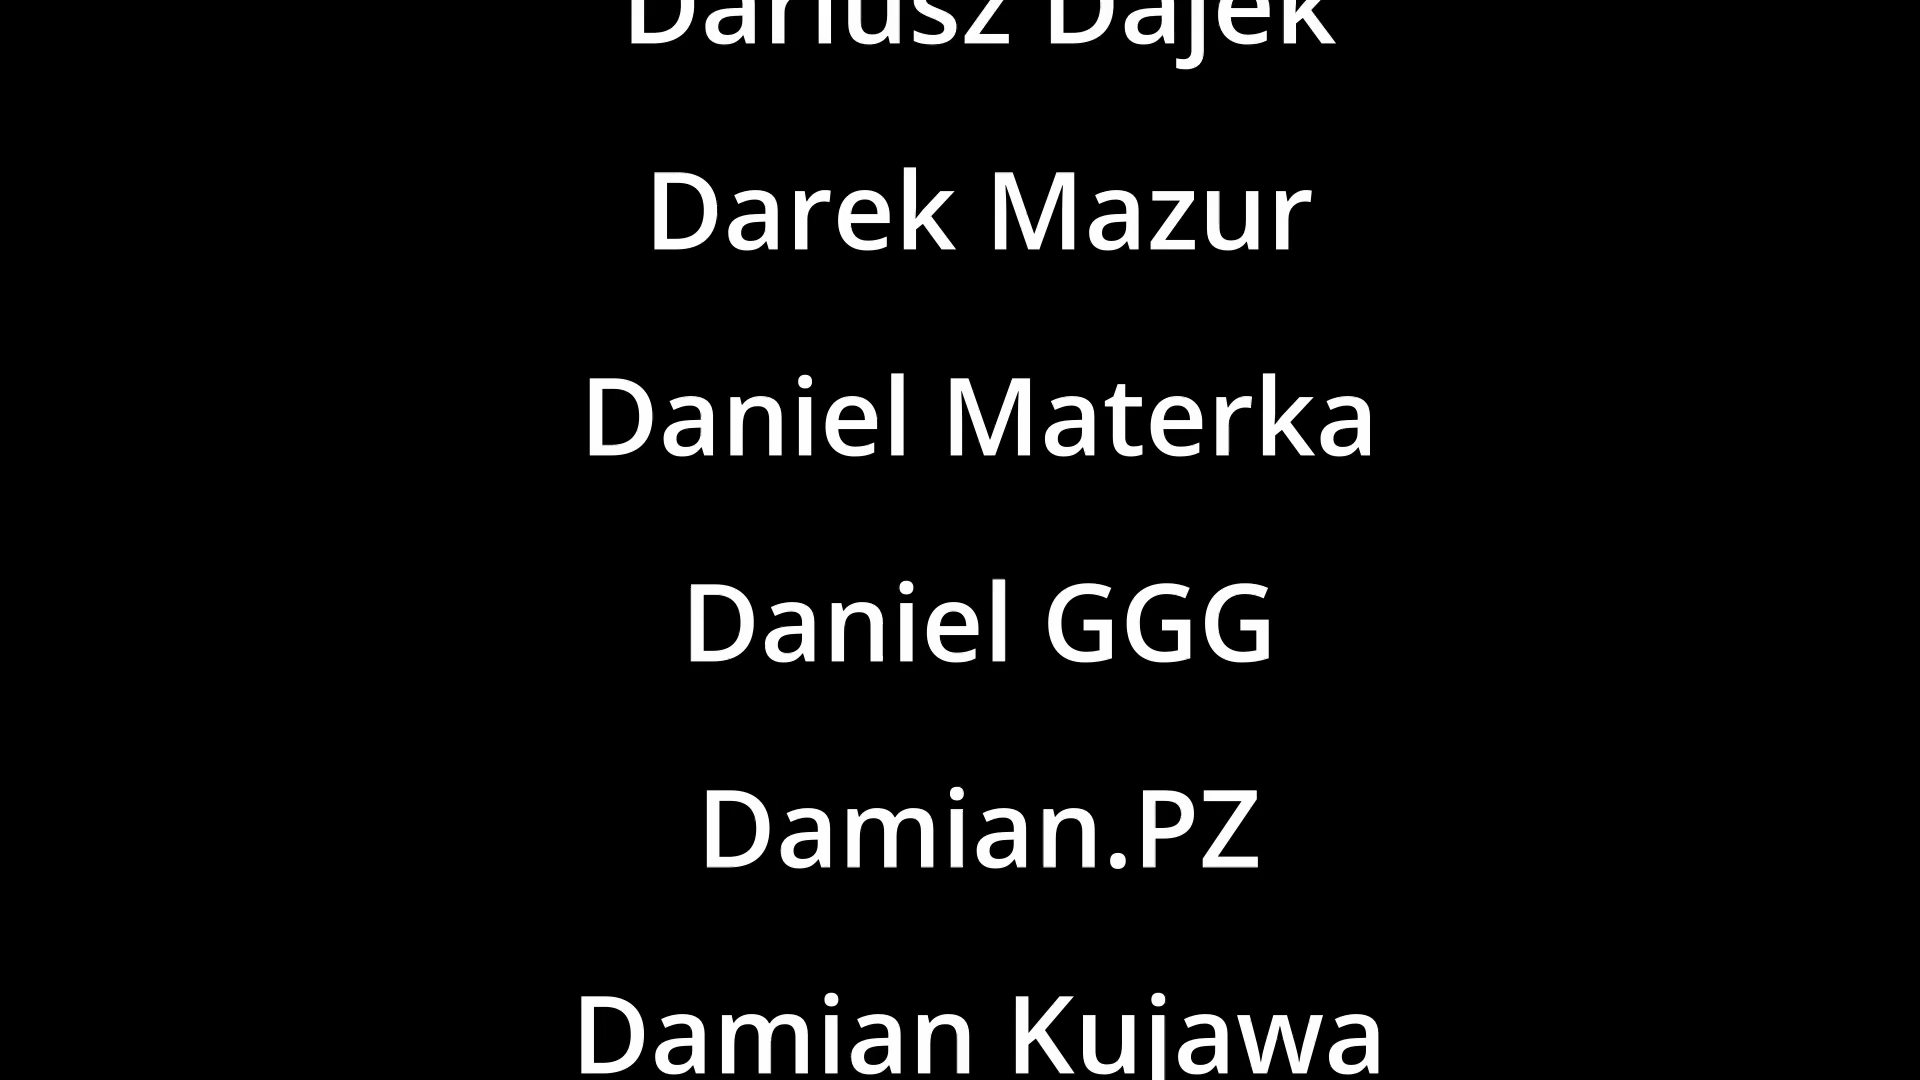 Dariusz Dajek
Darek Mazur
Daniel Materka
Daniel GGG
Damian.PZ
Damian Kujawa